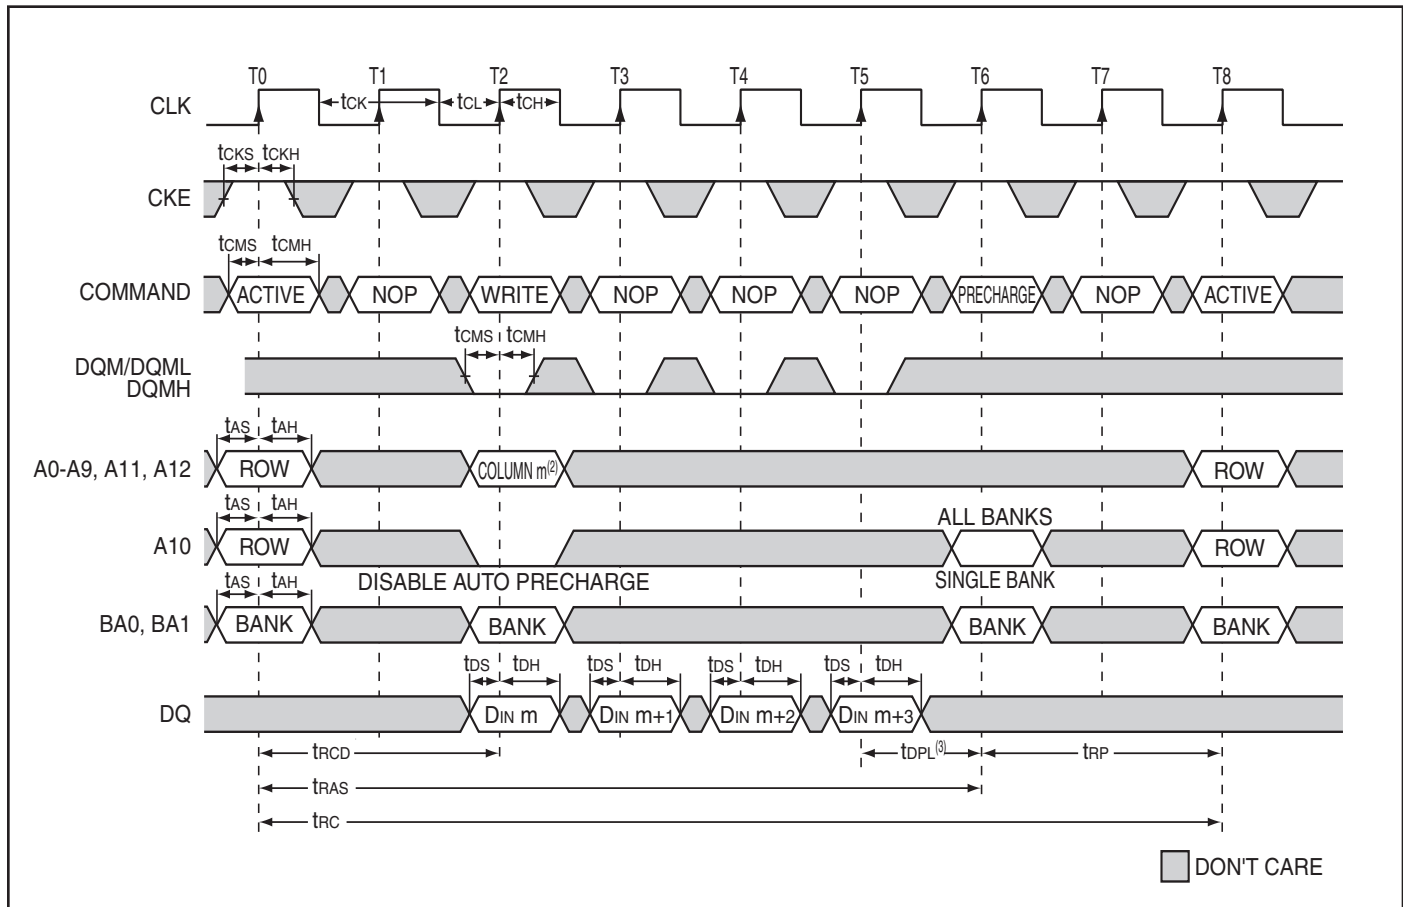 T0 T1 T2 T3 T4 T5 T6 T7 T8
CLK tCK tCL tCH
tCKS tCKH
CKE
tCMS tCMH
COMMAND ACTIVE NOP WRITE NOP NOP NOP PRECHARGE NOP ACTIVE
tCMS tCMH
DQM/DQML
DQMH
tAS tAH
A0-A9, A11, A12 ROW COLUMN m(2) ROW
tAS tAH ALL BANKS
A10 ROW ROW
DISABLE AUTO PRECHARGE SINGLE BANK
tAS tAH
BA0, BA1 BANK BANK BANK BANK
tDS tDH tDS tDH tDS tDH tDS tDH
DQ DIN m DIN m+1 DIN m+2 DIN m+3
tRCD tDPL(3) tRP
tRAS
tRC
DON'T CARE